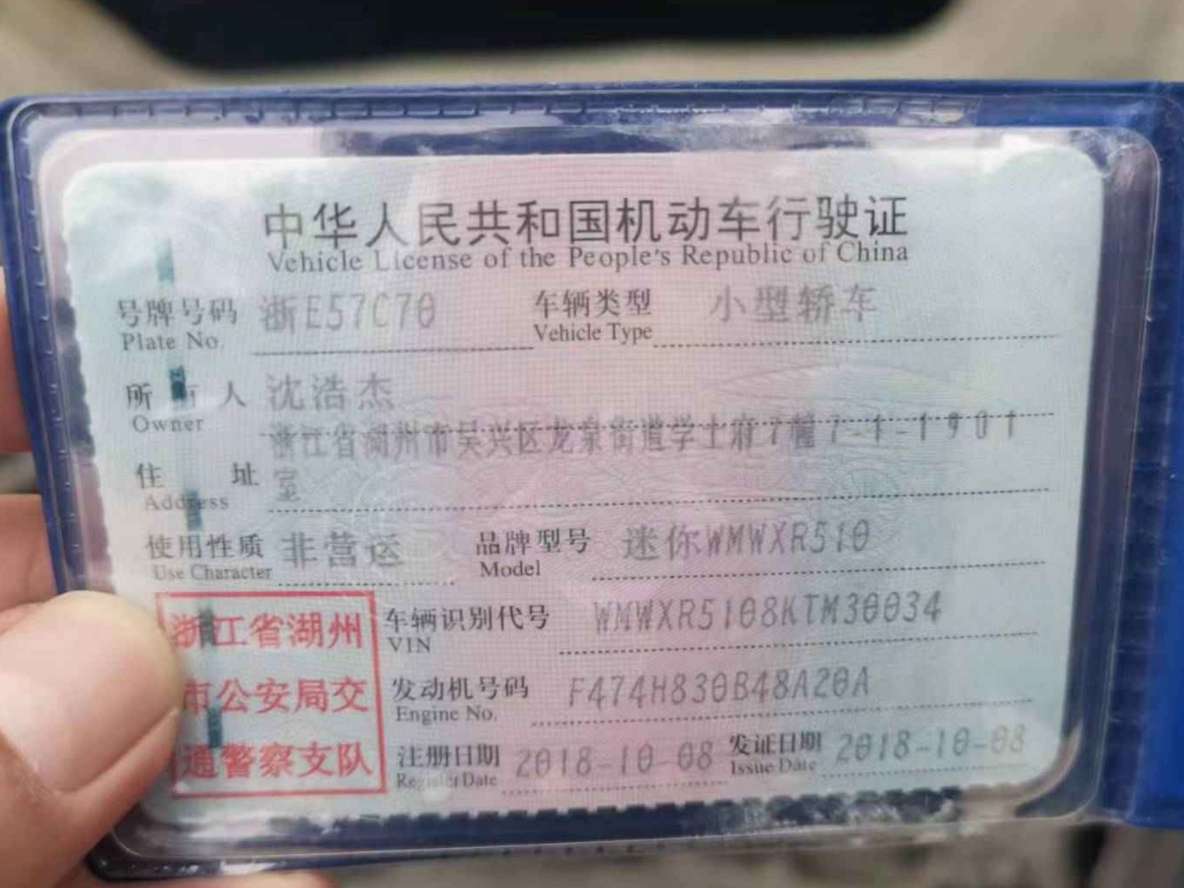 中华人民共和国机动车行驶证
Vehicle License of the People's Republic of China
号牌号码 浙E57C70 车辆类型 小型轿车
Plate No. Vehicle Type
所有人 沈浩杰
Owner
浙江省湖州市吴兴区龙泉街道学士府7幢7-1-1901
住址 室
Address
使用性质 非营运 品牌型号 迷你WMWXR510
Use Character Model
浙江省湖州
市公安局交
通警察支队
车辆识别代号 WMWXR5108KTM30034
VIN
发动机号码 F474H830B48A20A
Engine No.
注册日期 2018-10-08 发证日期 2018-10-08
Register Date Issue Date